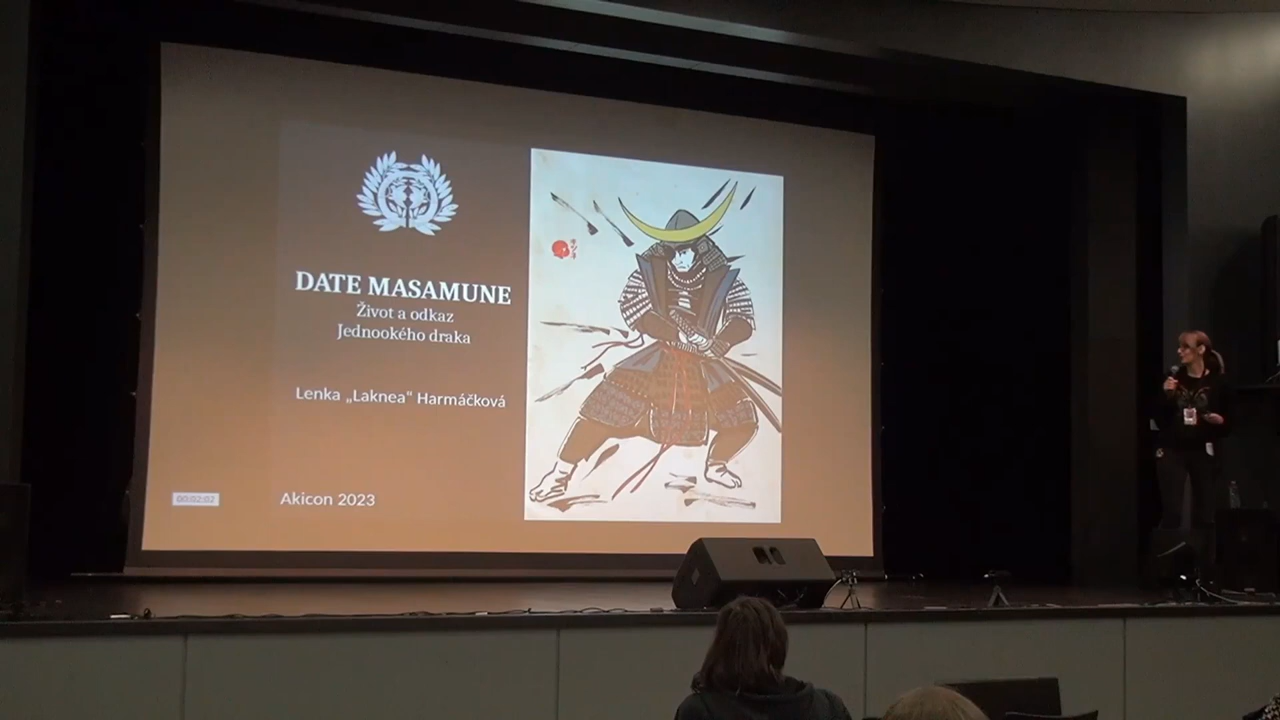 DATE MASAMUNE
Život a odkaz
Jednookého draka
Lenka „Laknea" Harmáčková
00:02:02
Akicon 2023